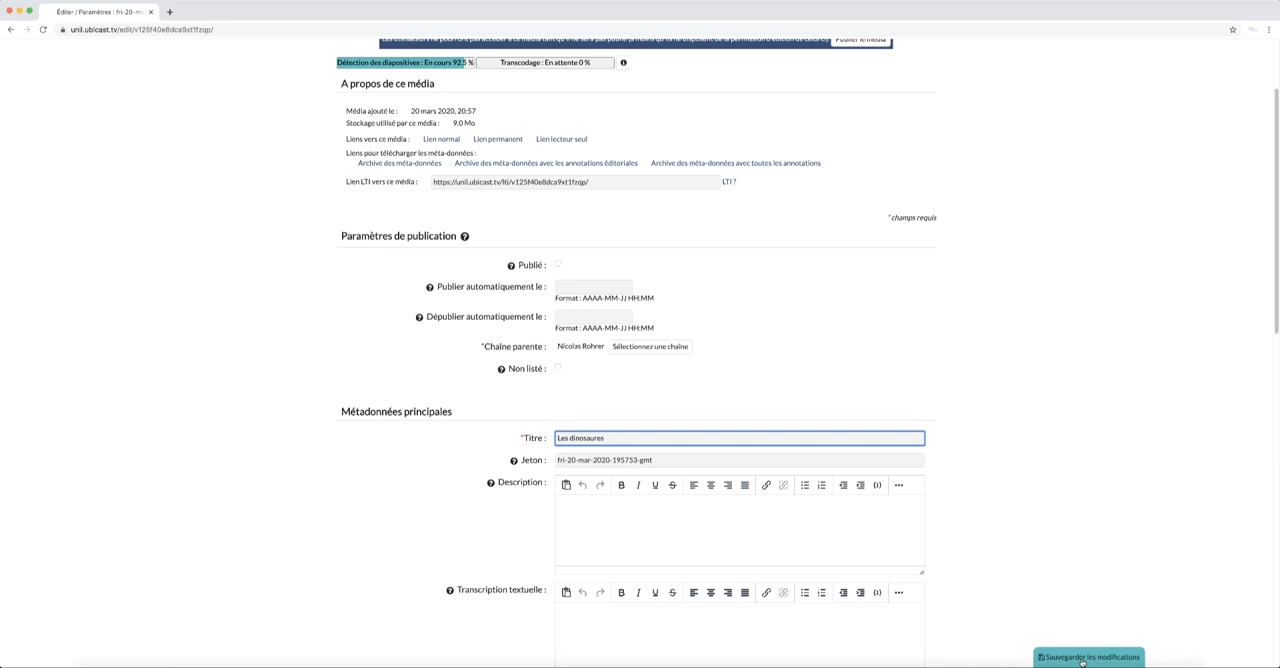 Éditer / Paramètres : fri-20-ma
unil.ubicast.tv/edit/v125f40e8dca9xt1fzqp/
Publier le média
Détection des diapositives : En cours 92.5 %
Transcodage : En attente 0 %
A propos de ce média
Média ajouté le : 20 mars 2020, 20:57
Stockage utilisé par ce média : 9.0 Mo
Liens vers ce média : Lien normal Lien permanent Lien lecteur seul
Liens pour télécharger les méta-données :
Archive des méta-données Archive des méta-données avec les annotations éditoriales Archive des méta-données avec toutes les annotations
Lien LTI vers ce média : https://unil.ubicast.tv/lti/v125f40e8dca9xt1fzqp/ LTI ?
* champs requis
Paramètres de publication
Publié :
Publier automatiquement le :
Format : AAAA-MM-JJ HH:MM
Dépublier automatiquement le :
Format : AAAA-MM-JJ HH:MM
*Chaîne parente : Nicolas Rohrer Sélectionnez une chaîne
Non listé :
Métadonnées principales
*Titre : Les dinosaures
Jeton : fri-20-mar-2020-195753-gmt
Description :
Transcription textuelle :
Sauvegarder les modifications